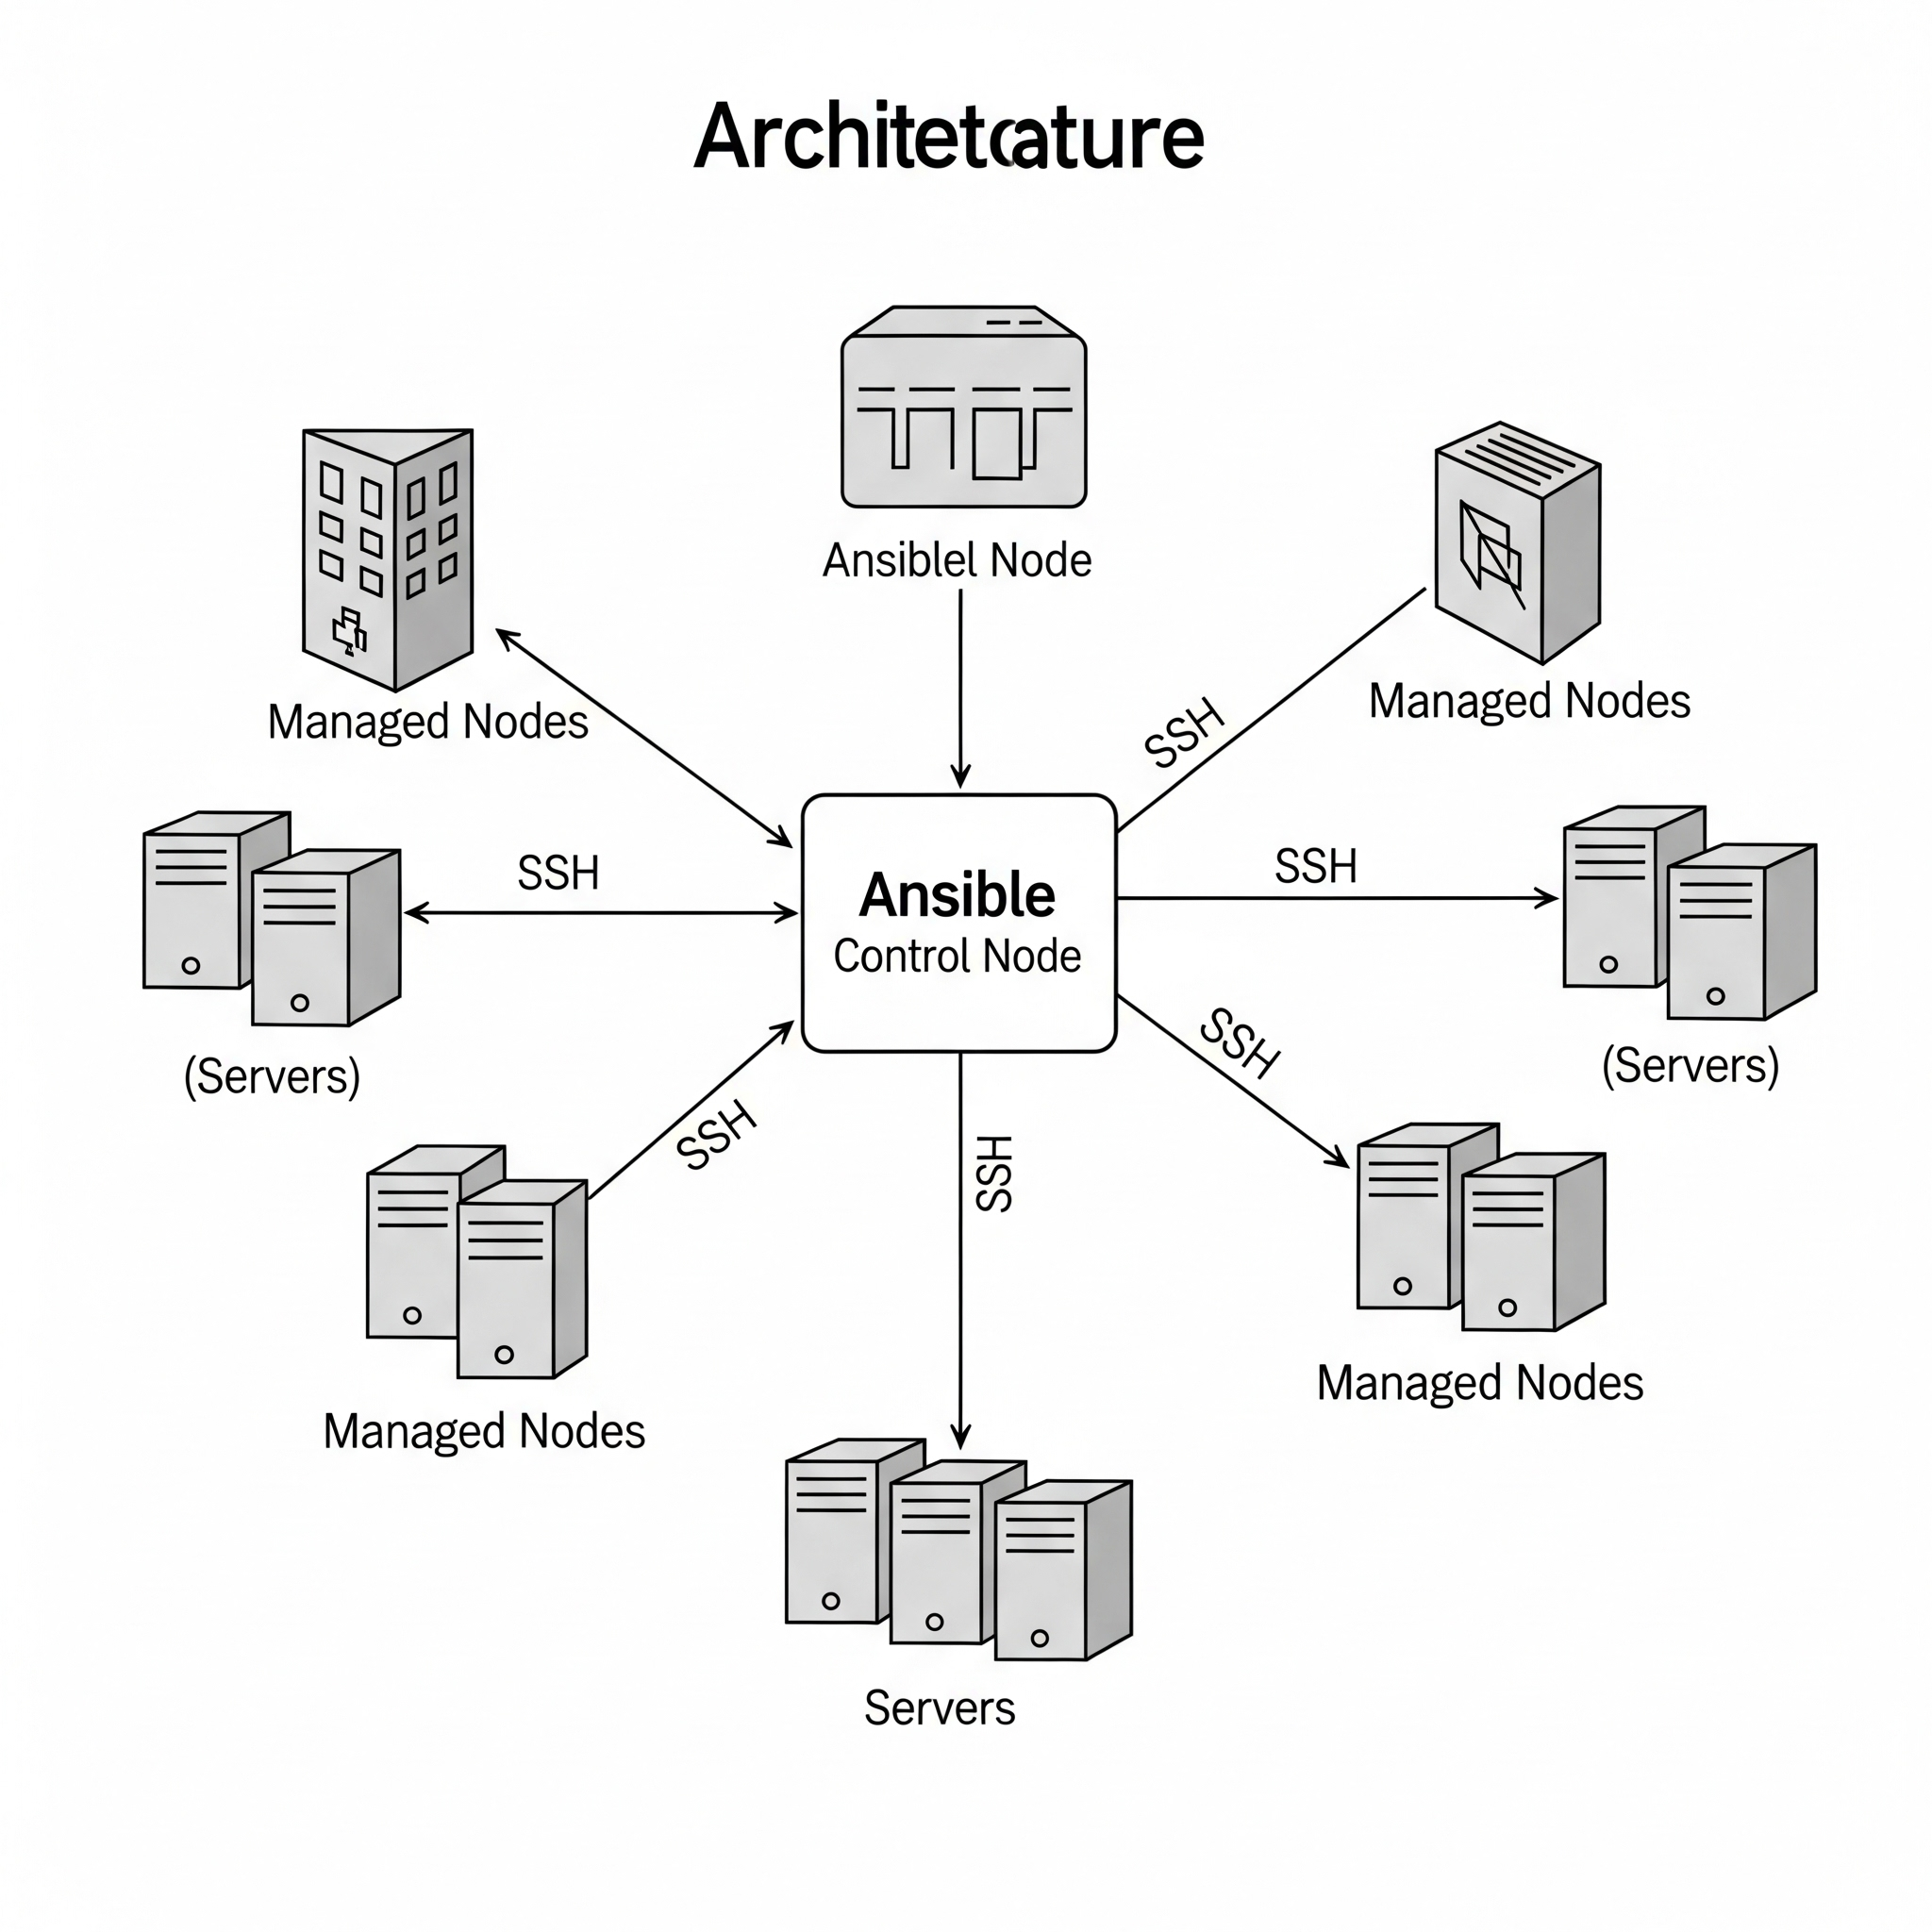 Architetcature
Ansiblel Node
Managed Nodes
Managed Nodes
SSH
SSH
SSH
Ansible
Control Node
(Servers)
(Servers)
SSH
SSH
SSH
Managed Nodes
Managed Nodes
Servers